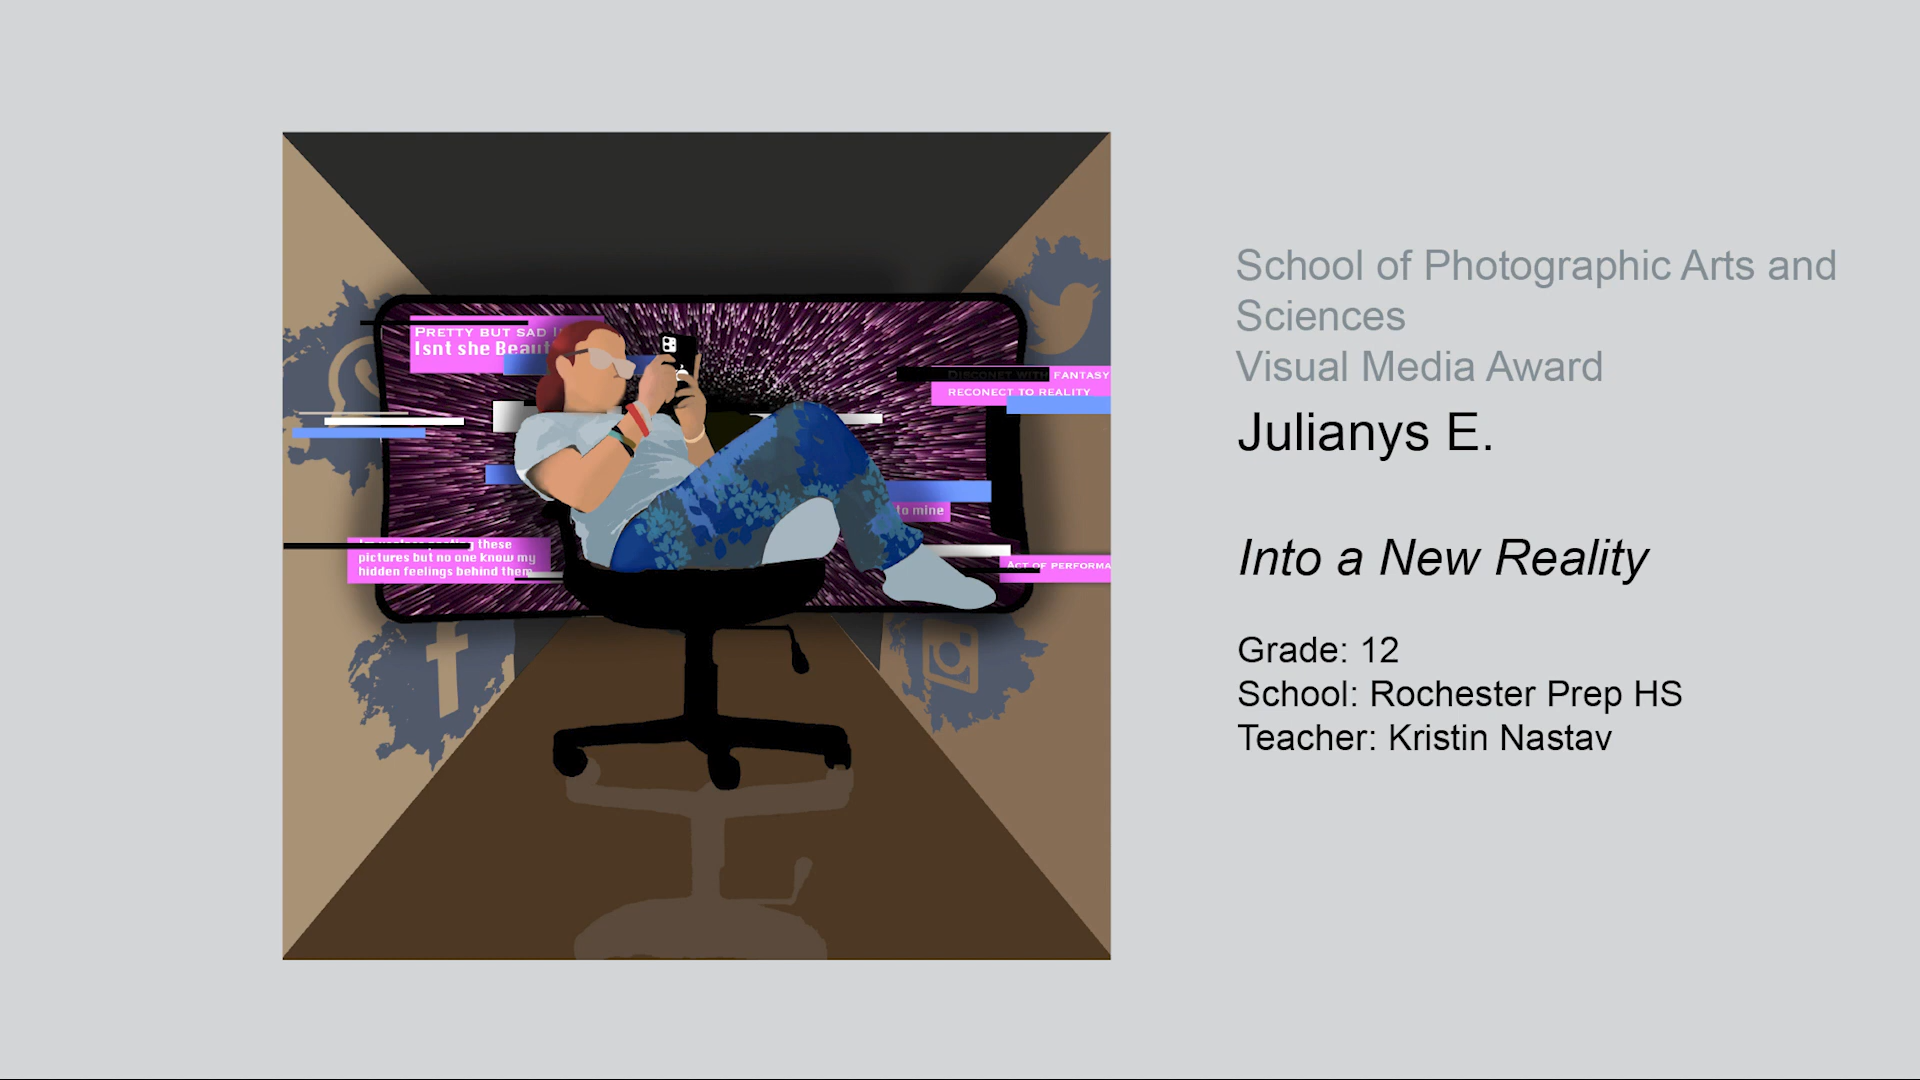 School of Photographic Arts and
Sciences
Visual Media Award
Julianys E.
Into a New Reality
Grade: 12
School: Rochester Prep HS
Teacher: Kristin Nastav
PRETTY BUT SAD
Isnt she Beaut
DISCONET WITH FANTASY
RECONECT TO REALITY
to mine
these
pictures but no one know my
hidden feelings behind them
ACT OF PERFORMA